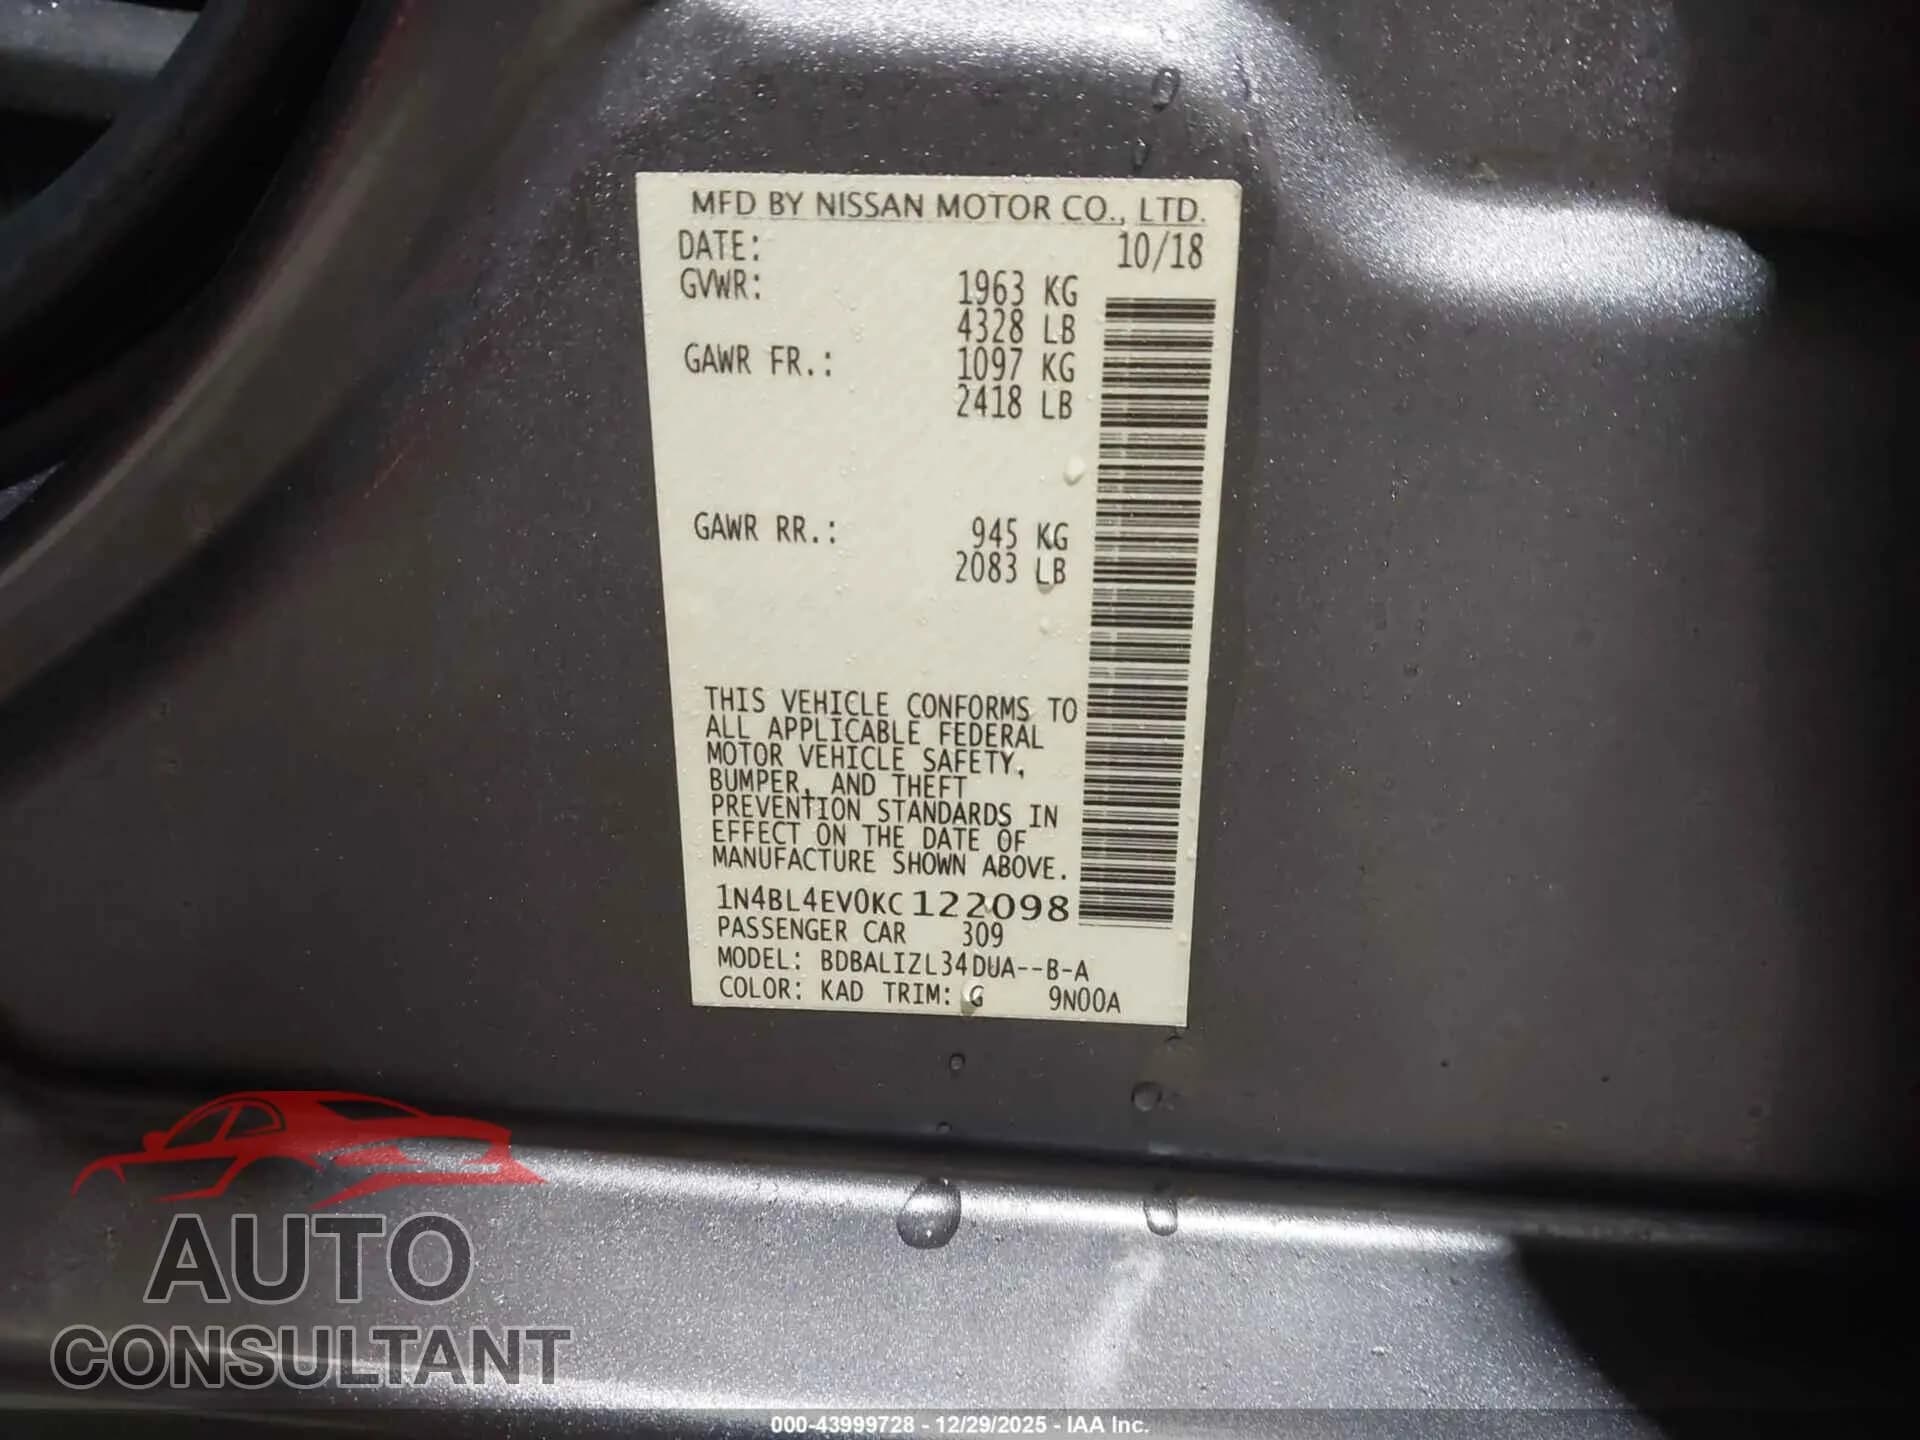 MFD BY NISSAN MOTOR CO., LTD.
DATE: 10/18
GVWR: 1963 KG
4328 LB
GAWR FR.: 1097 KG
2418 LB
GAWR RR.: 945 KG
2083 LB
THIS VEHICLE CONFORMS TO
ALL APPLICABLE FEDERAL
MOTOR VEHICLE SAFETY,
BUMPER, AND THEFT
PREVENTION STANDARDS IN
EFFECT ON THE DATE OF
MANUFACTURE SHOWN ABOVE.
1N4BL4EV0KC122098
PASSENGER CAR 309
MODEL: BDBALIZL34DUA--B-A
COLOR: KAD TRIM: G 9N00A
AUTO
CONSULTANT
000-43999728 - 12/29/2025 - IAA Inc.